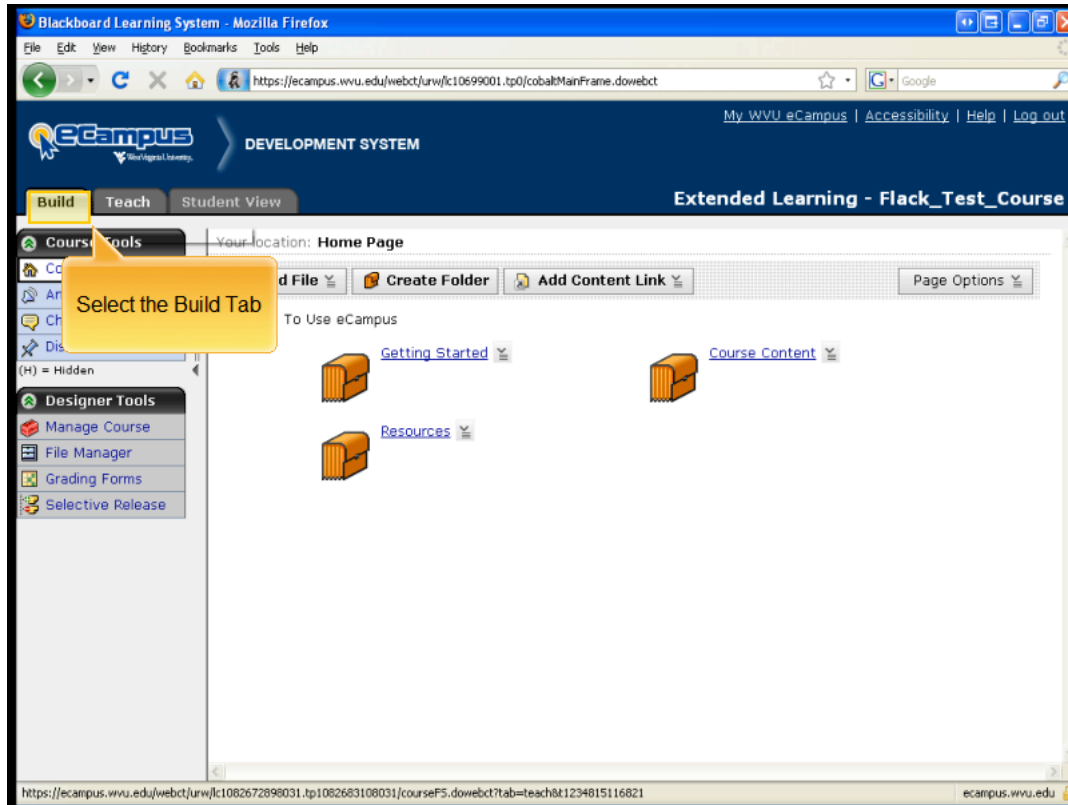 Blackboard Learning System - Mozilla Firefox
File Edit View History Bookmarks Tools Help
https://ecampus.wvu.edu/webct/urw/lc10699001.tp0/cobaltMainFrame.dowebct
G Google
My WVU eCampus | Accessibility | Help | Log out
eCampus
West Virginia University.
DEVELOPMENT SYSTEM
Build Teach Student View
Extended Learning - Flack_Test_Course
Course Tools
Your location: Home Page
Select the Build Tab
d File Create Folder Add Content Link Page Options
Co
An
Ch
Dis
To Use eCampus
Getting Started
Course Content
(H) = Hidden
Designer Tools
Manage Course
Resources
File Manager
Grading Forms
Selective Release
https://ecampus.wvu.edu/webct/urw/lc1082672898031.tp1082683108031/courseFS.dowebct?tab=teach&t1234815116821
ecampus.wvu.edu